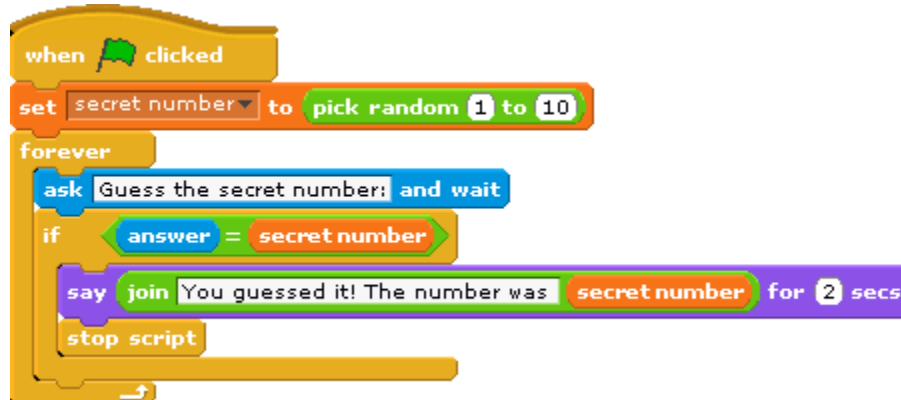 when clicked
set secret number to pick random 1 to 10
forever
ask Guess the secret number: and wait
if answer = secret number
say join You guessed it! The number was secret number for 2 secs
stop script